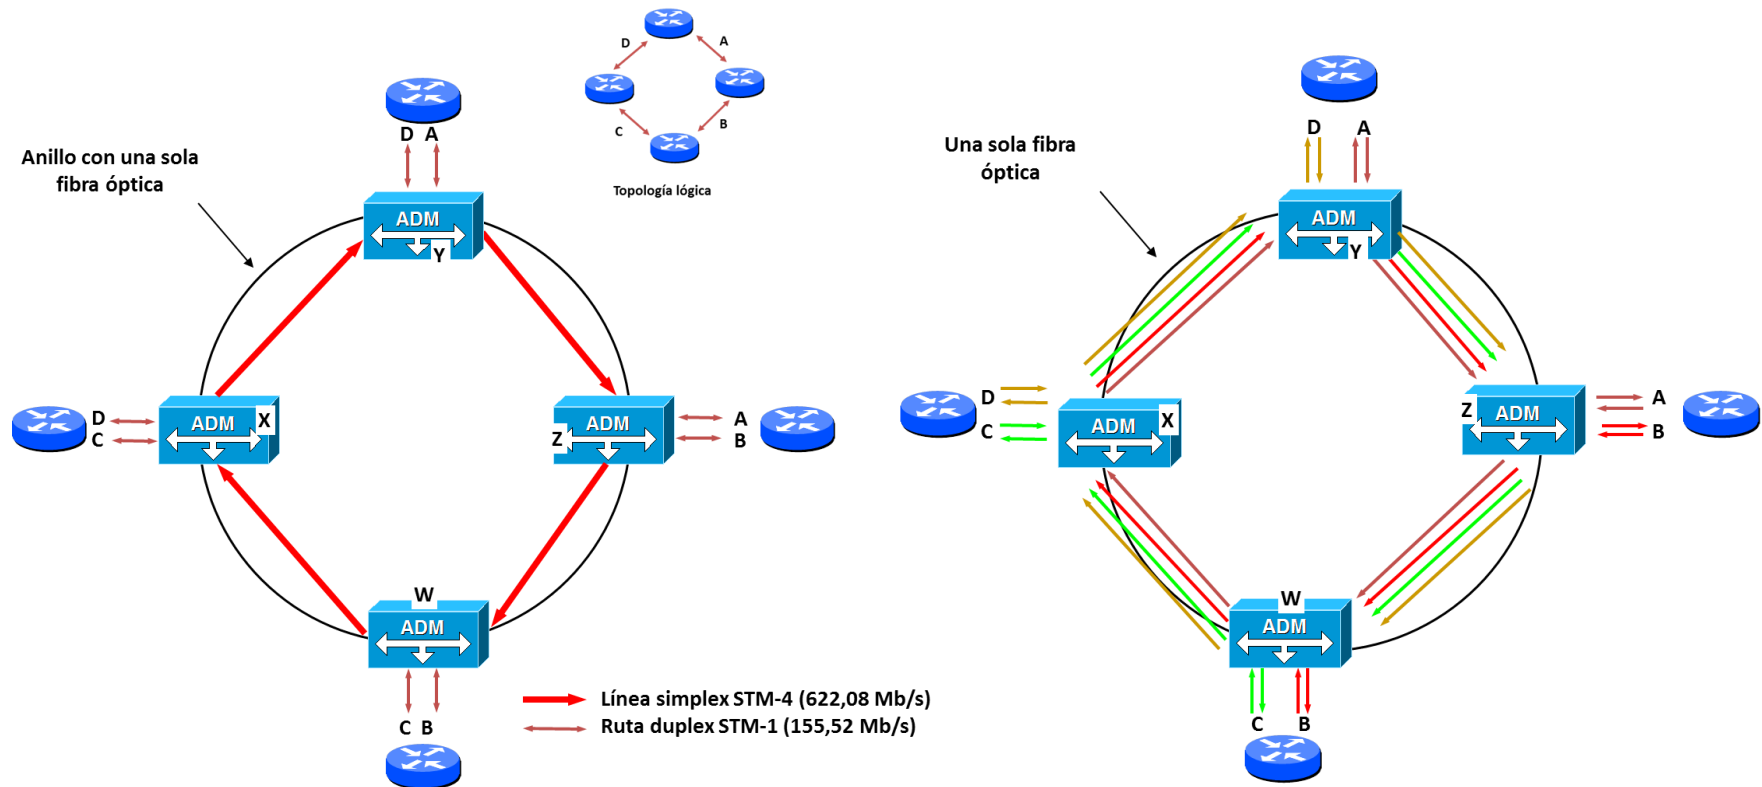 D
A
C
B
Topología lógica
D A
Anillo con una sola
fibra óptica
ADM
Y
D
C
ADM
X
Z
ADM
A
B
W
ADM
C B
Línea simplex STM-4 (622,08 Mb/s)
Ruta duplex STM-1 (155,52 Mb/s)
Una sola fibra
óptica
D A
ADM
Y
D
C
ADM
X
Z
ADM
A
B
W
ADM
C B